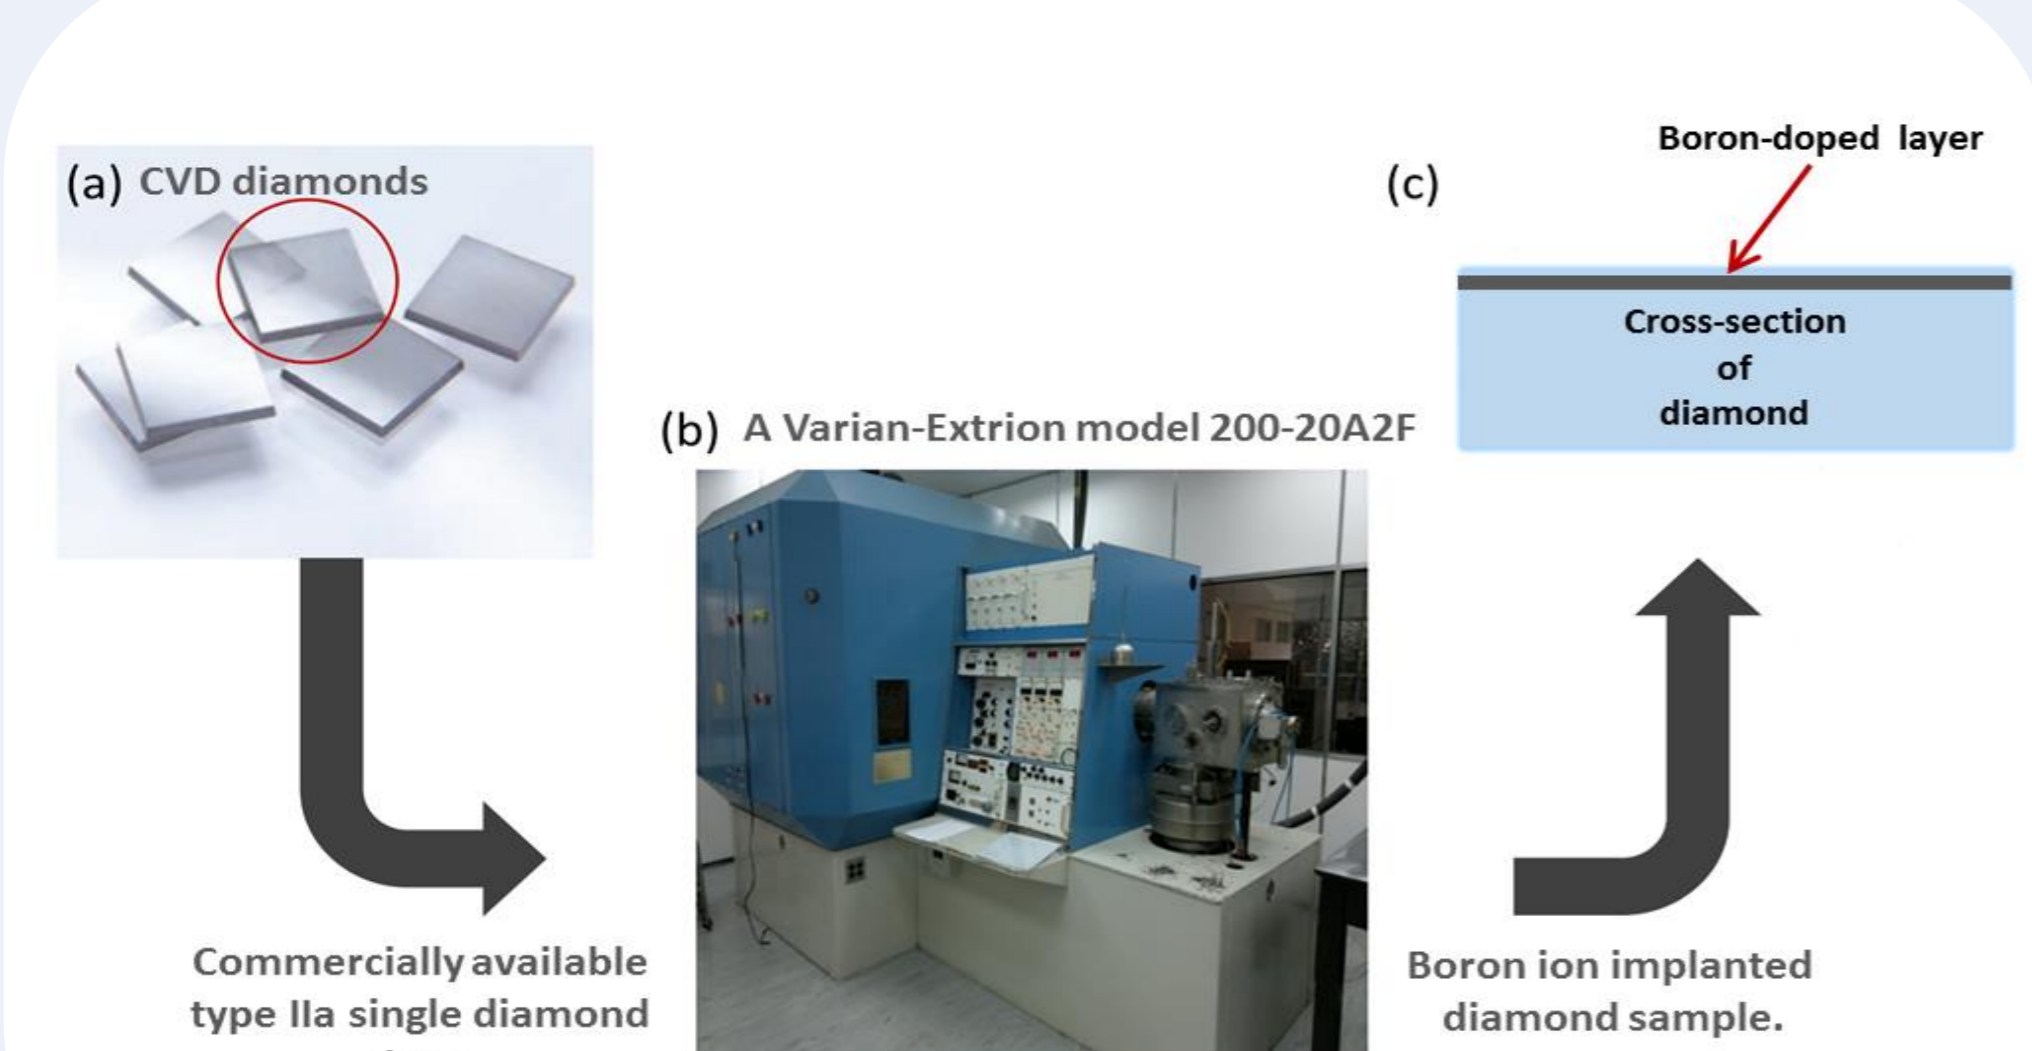 (a) CVD diamonds
Boron-doped layer
(c)
Cross-section
of
diamond
(b) A Varian-Extrion model 200-20A2F
Commercially available
type IIa single diamond
Boron ion implanted
diamond sample.